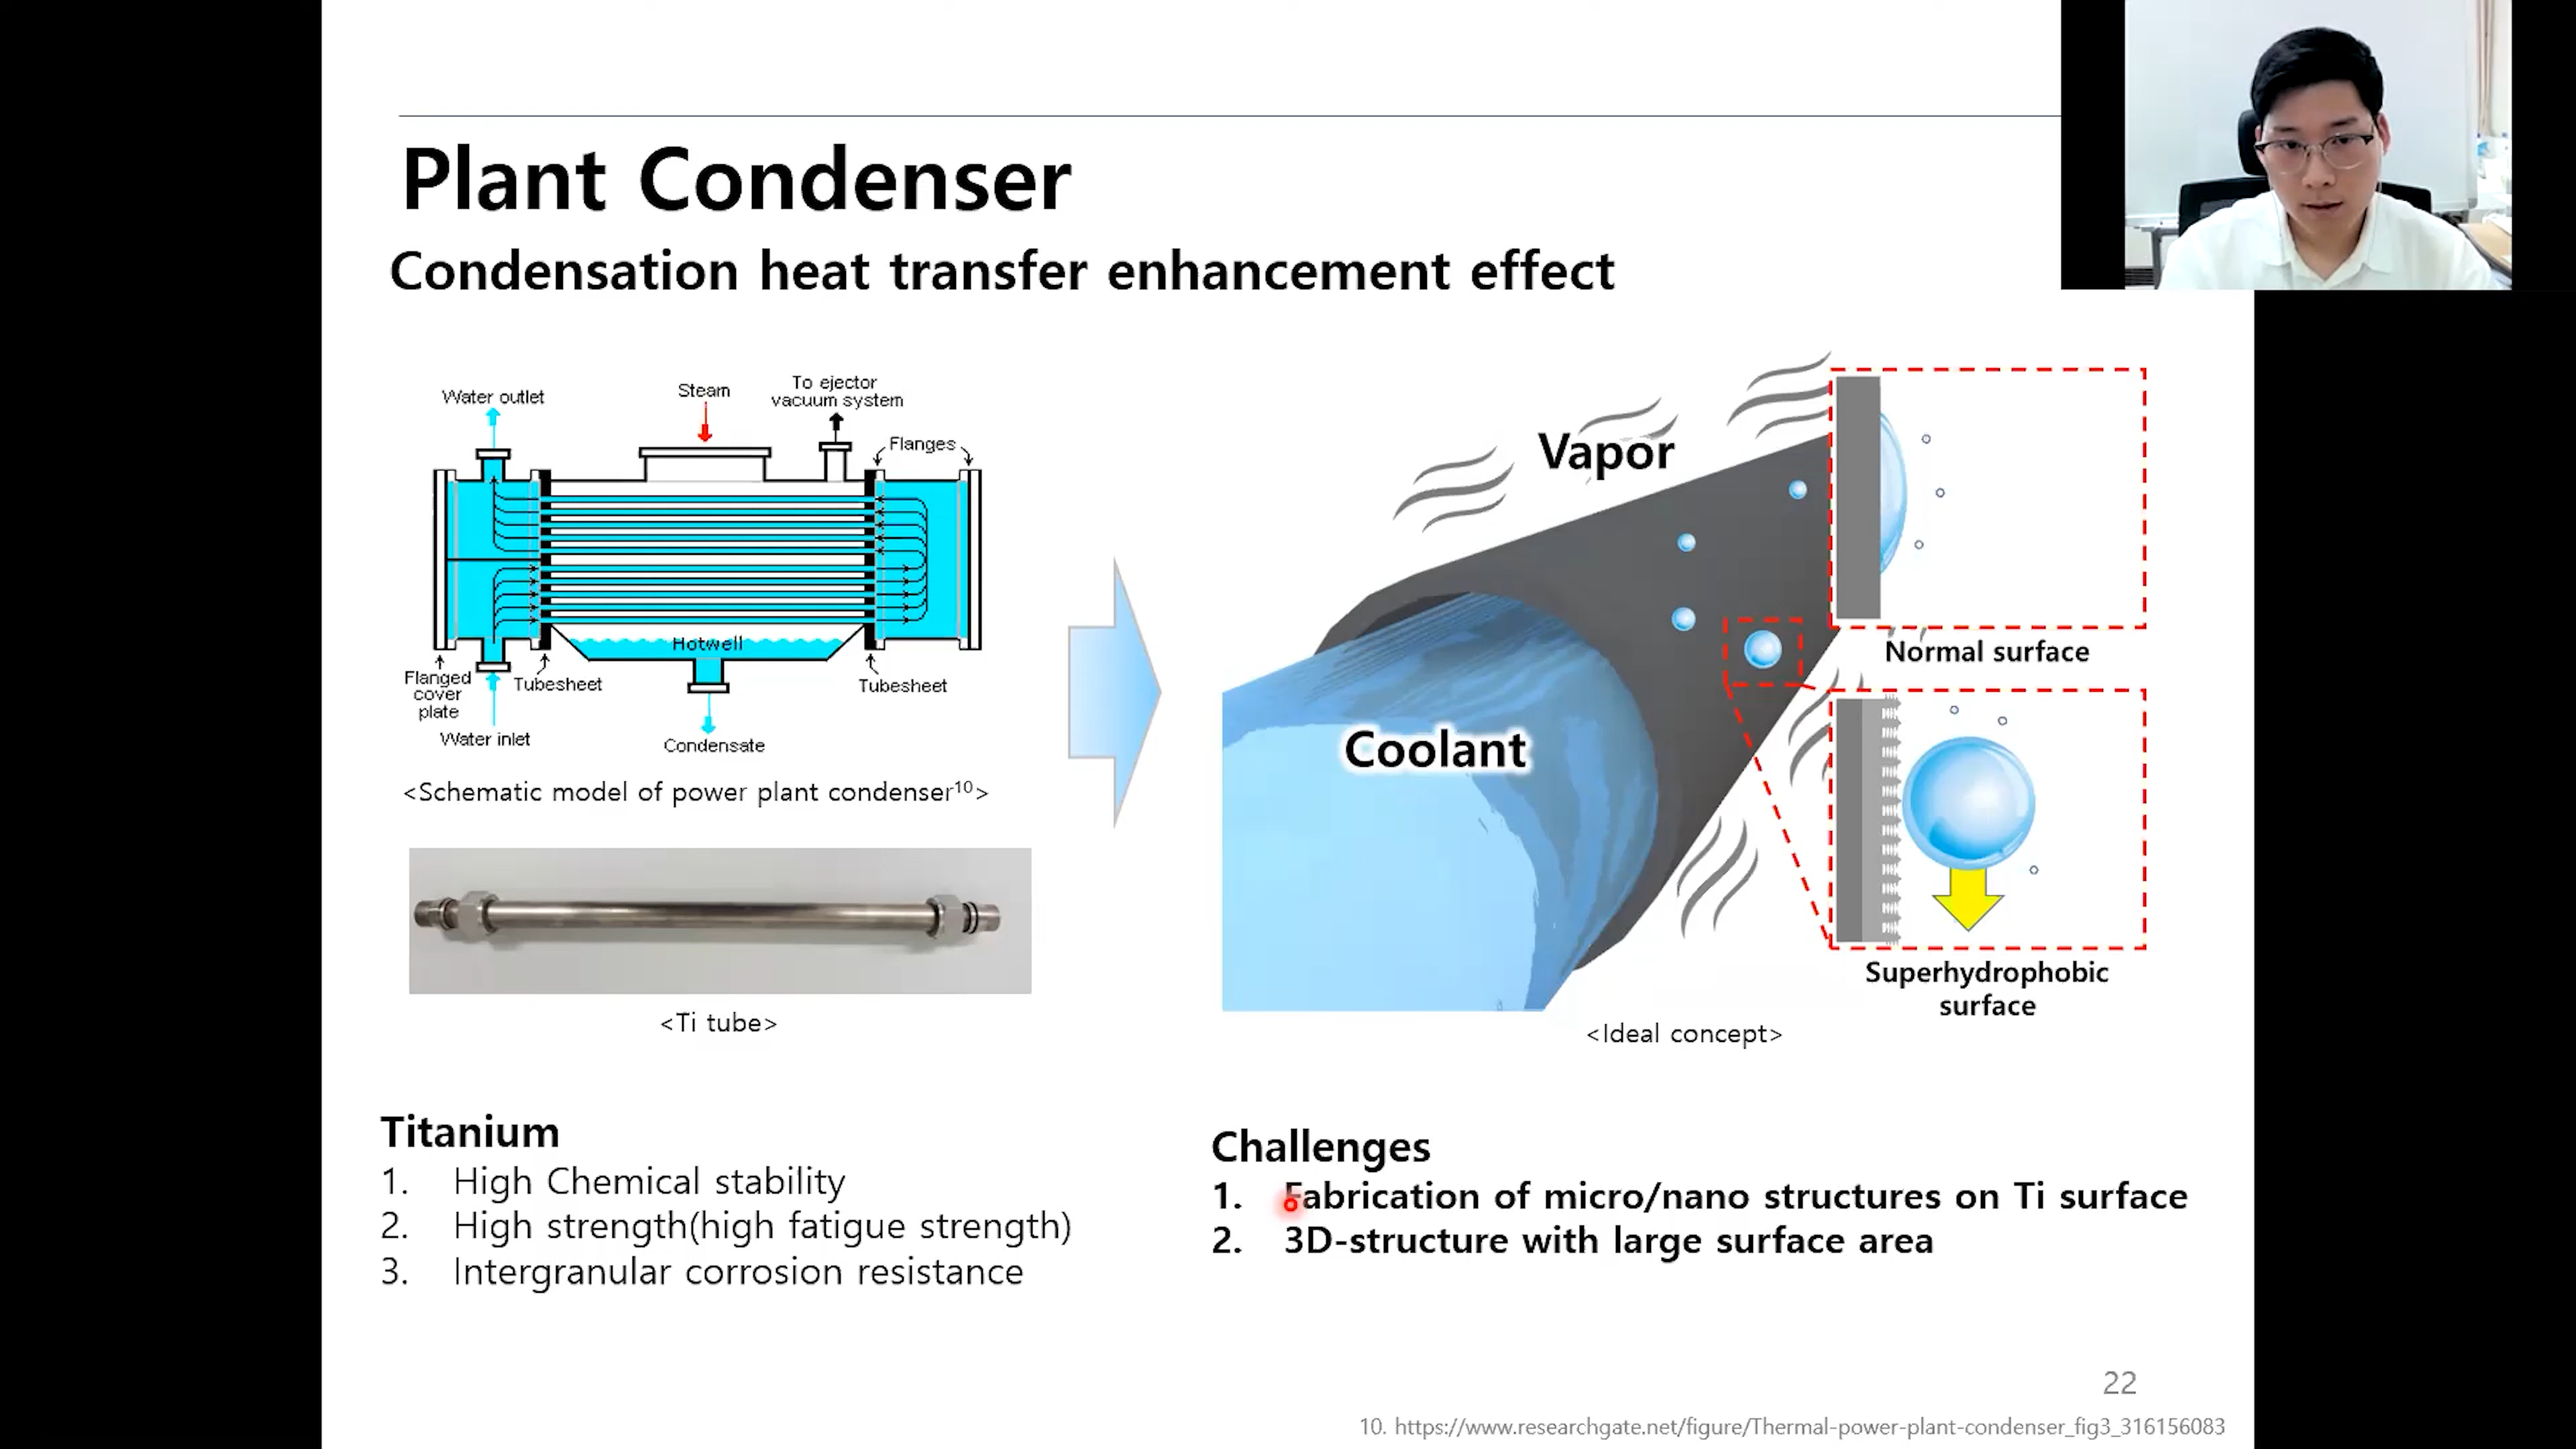 Plant Condenser
Condensation heat transfer enhancement effect
Water outlet
Steam
To ejector
vacuum system
Flanges
Hotwell
Flanged
cover
plate
Tubesheet
Tubesheet
Water inlet
Condensate
<Schematic model of power plant condenser¹⁰>
<Ti tube>
Vapor
Coolant
Normal surface
Superhydrophobic
surface
<Ideal concept>
Titanium
1. High Chemical stability
2. High strength(high fatigue strength)
3. Intergranular corrosion resistance
Challenges
1. Fabrication of micro/nano structures on Ti surface
2. 3D-structure with large surface area
22
10. https://www.researchgate.net/figure/Thermal-power-plant-condenser_fig3_316156083